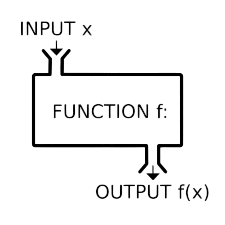 INPUT x
FUNCTION f:
OUTPUT f(x)